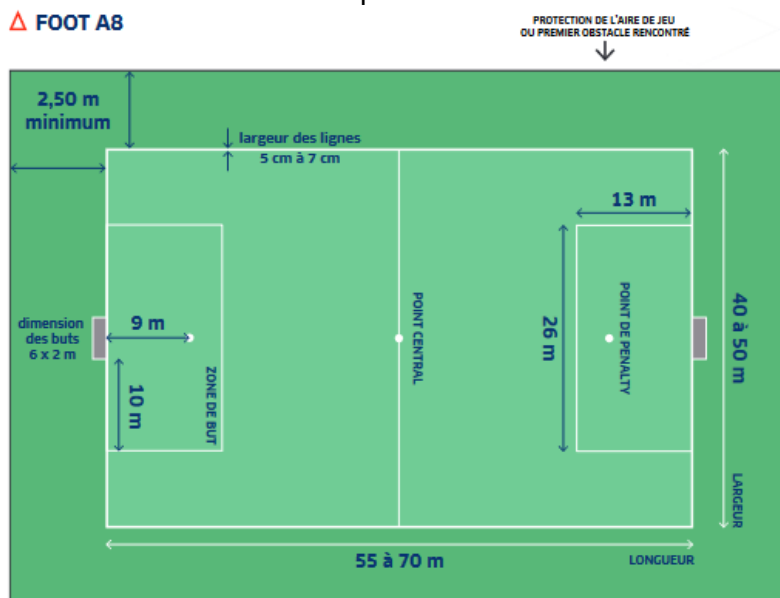 FOOT A8
PROTECTION DE L'AIRE DE JEU
OU PREMIER OBSTACLE RENCONTRÉ
2,50 m
minimum
largeur des lignes
5 cm à 7 cm
13 m
dimension
des buts
6 x 2 m
9 m
10 m
ZONE DE BUT
POINT CENTRAL
26 m
POINT DE PENALTY
40 à 50 m
LARGEUR
55 à 70 m
LONGUEUR